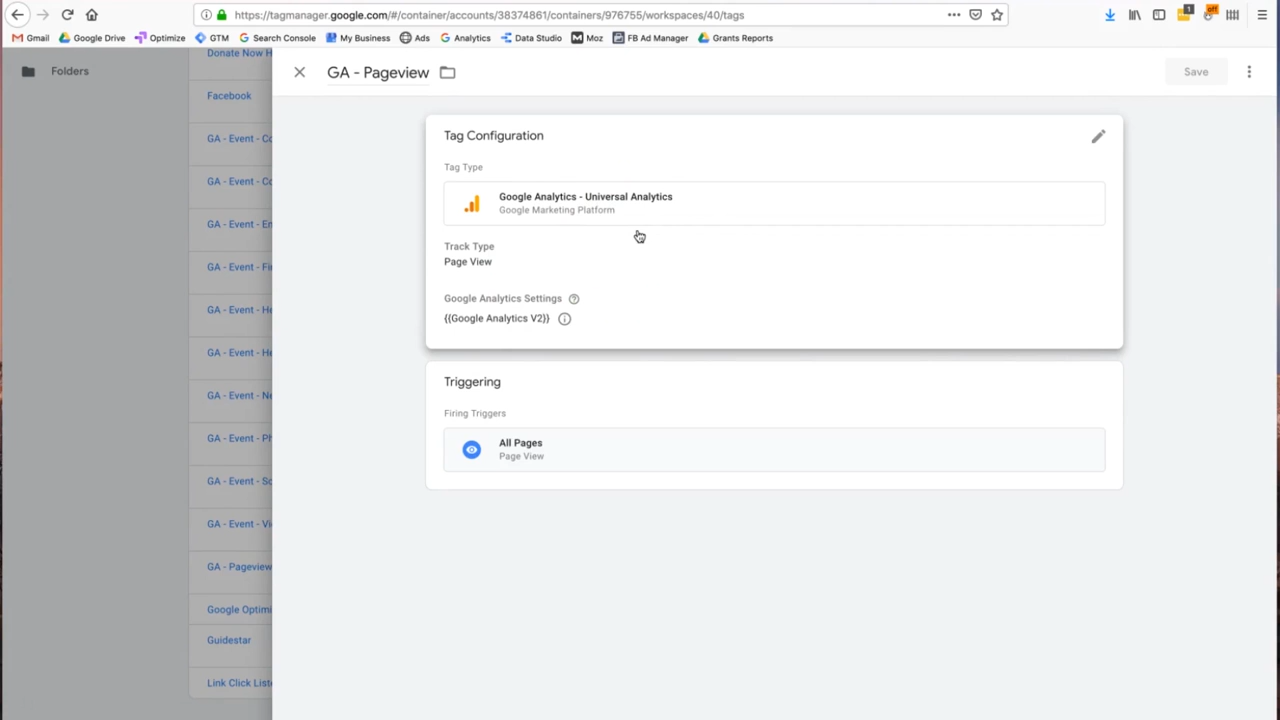 https://tagmanager.google.com/#/container/accounts/38374861/containers/976755/workspaces/40/tags
1
off
Gmail
Google Drive
Optimize
GTM
Search Console
My Business
Ads
Analytics
Data Studio
Moz
FB Ad Manager
Grants Reports
Donate Now H
Folders
GA - Pageview
Save
Facebook
GA - Event - Co
GA - Event - Co
GA - Event - En
GA - Event - Fi
GA - Event - He
GA - Event - He
GA - Event - Ne
GA - Event - Ph
GA - Event - Sc
GA - Event - Vi
GA - Pageview
Google Optimi
Guidestar
Link Click List
Tag Configuration
Tag Type
Google Analytics - Universal Analytics
Google Marketing Platform
Track Type
Page View
Google Analytics Settings
{{Google Analytics V2}}
Triggering
Firing Triggers
All Pages
Page View